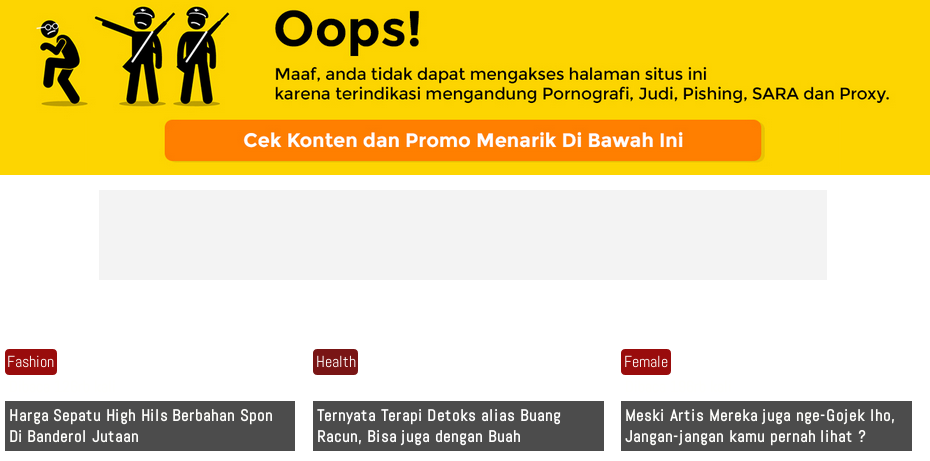 Oops!
Maaf, anda tidak dapat mengakses halaman situs ini
karena terindikasi mengandung Pornografi, Judi, Pishing, SARA dan Proxy.
Cek Konten dan Promo Menarik Di Bawah Ini
Fashion
Harga Sepatu High Hils Berbahan Spon
Di Banderol Jutaan
Health
Ternyata Terapi Detoks alias Buang
Racun, Bisa juga dengan Buah
Female
Meski Artis Mereka juga nge-Gojek lho,
Jangan-jangan kamu pernah lihat ?